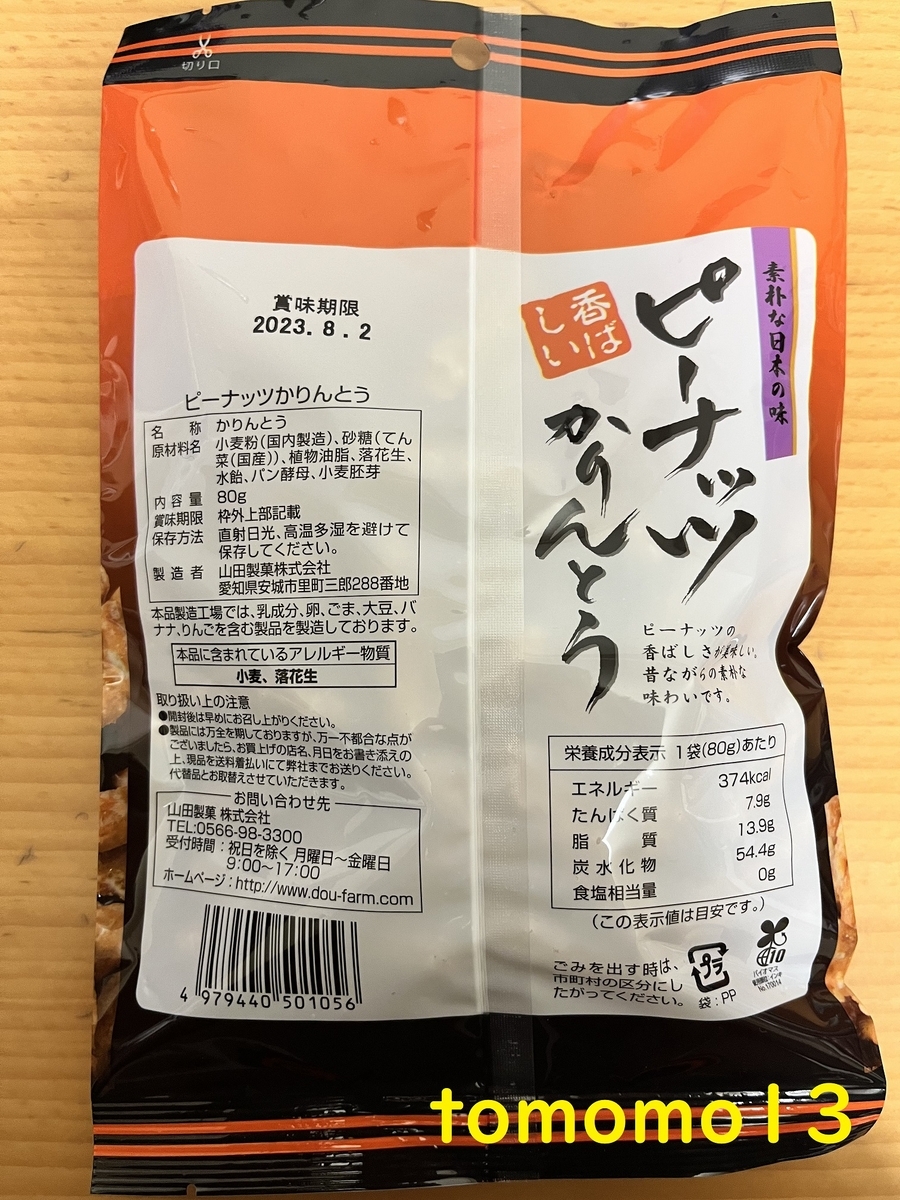 切り口
素朴な日本の味
ピーナッツ
香ば
しい
かりんとう
ピーナッツの
香ばしさが美味しい。
昔ながらの素朴な
味わいです。
賞味期限
2023. 8. 2
ピーナッツかりんとう
名称 かりんとう
原材料名 小麦粉(国内製造)、砂糖(てん
菜(国産))、植物油脂、落花生、
水飴、パン酵母、小麦胚芽
内容量 80g
賞味期限 枠外上部記載
保存方法 直射日光、高温多湿を避けて
保存してください。
製造者 山田製菓株式会社
愛知県安城市里町三郎288番地
本品製造工場では、乳成分、卵、ごま、大豆、バ
ナナ、りんごを含む製品を製造しております。
本品に含まれているアレルギー物質
小麦、落花生
取り扱い上の注意
●開封後は早めにお召し上がりください。
●製品には万全を期しておりますが、万一不都合な点が
ございましたら、お買上げの店名、月日をお書き添えの
上、現品を送料着払いにて弊社までお送りください。
代替品とお取替えさせていただきます。
お問い合わせ先
山田製菓 株式会社
TEL:0566-98-3300
受付時間:祝日を除く 月曜日～金曜日
9:00～17:00
ホームページ:http://www.dou-farm.com
4 979440 501056
栄養成分表示 1袋(80g)あたり
エネルギー 374kcal
たんぱく質 7.9g
脂質 13.9g
炭水化物 54.4g
食塩相当量 0g
(この表示値は目安です。)
ごみを出す時は、
市町村の区分にし
たがってください。
プラ
袋:PP
10
バイオマス
No.170014
tomomo13